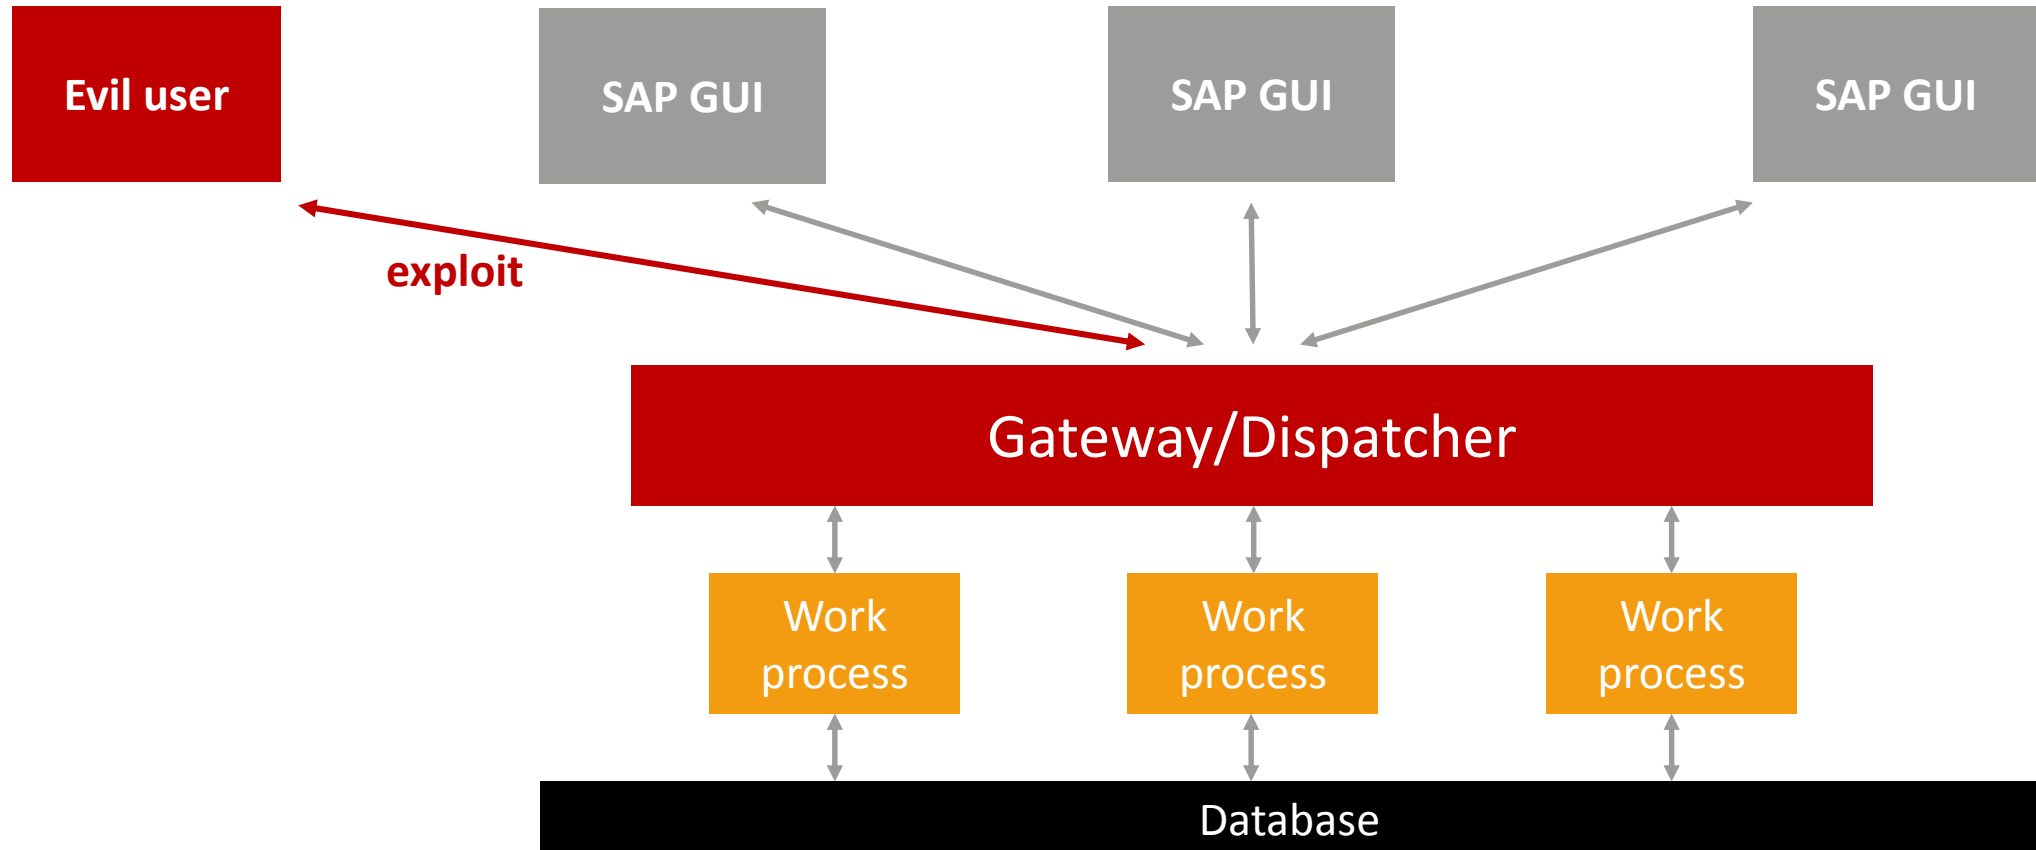 Evil user
SAP GUI
SAP GUI
SAP GUI
exploit
Gateway/Dispatcher
Work
process
Work
process
Work
process
Database